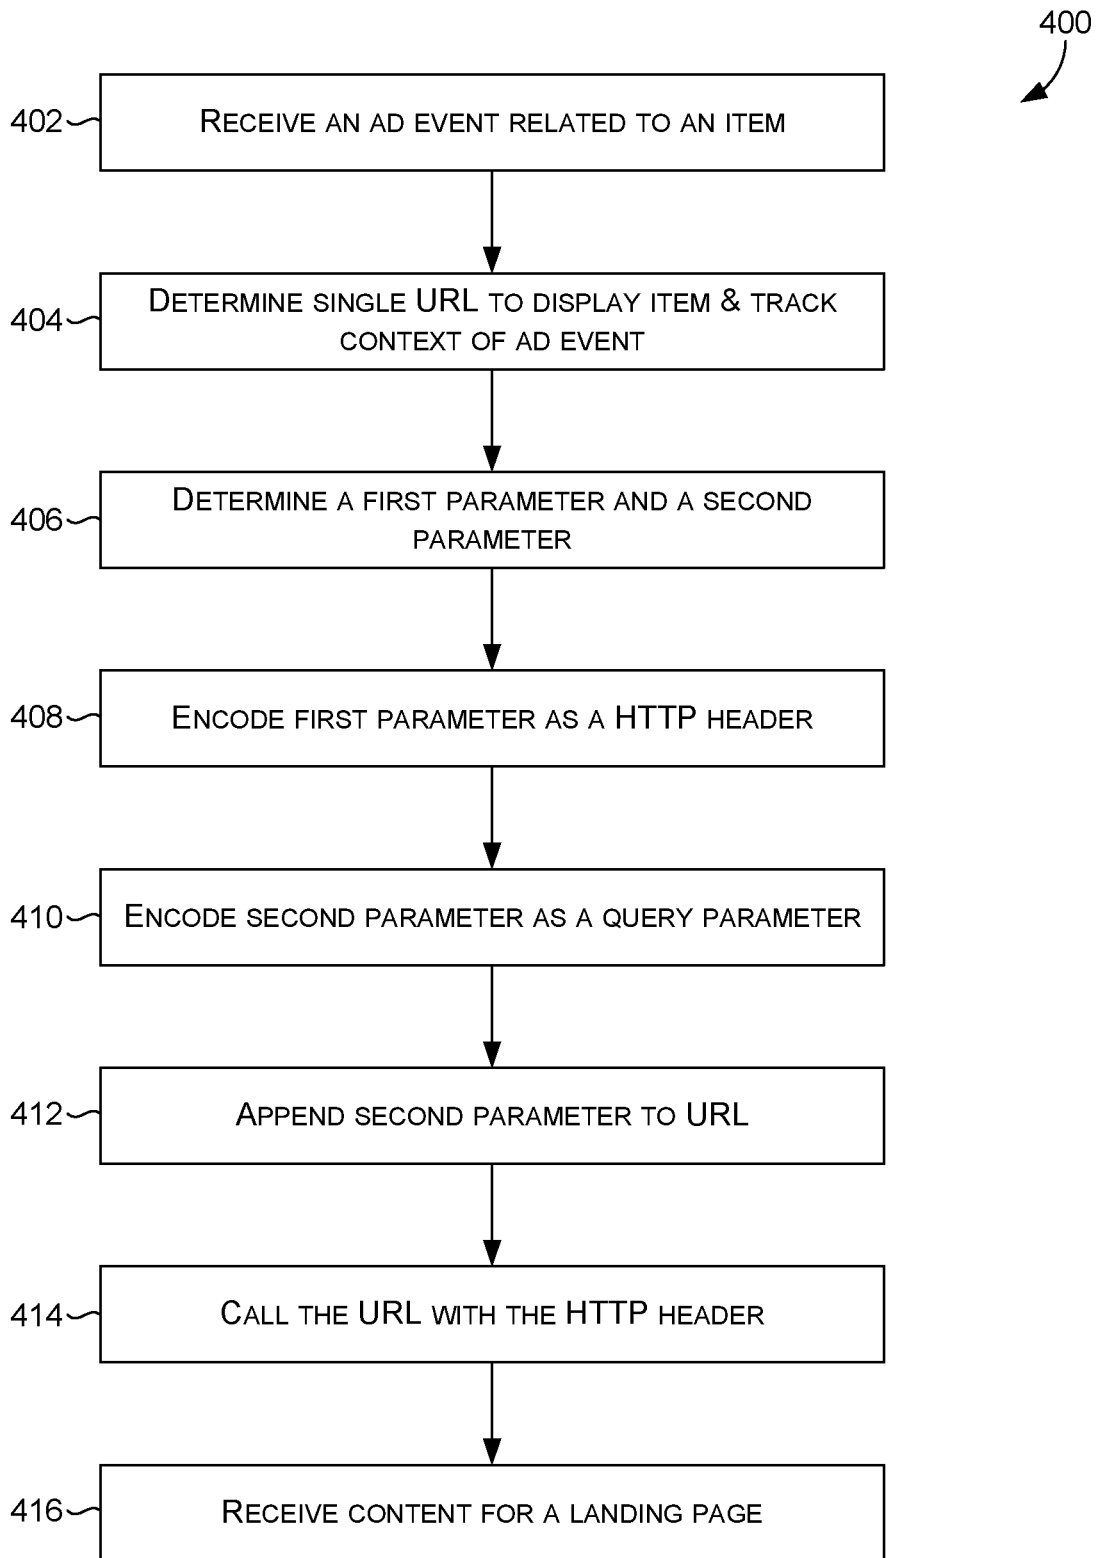 400
402
RECEIVE AN AD EVENT RELATED TO AN ITEM
404
DETERMINE SINGLE URL TO DISPLAY ITEM & TRACK
CONTEXT OF AD EVENT
406
DETERMINE A FIRST PARAMETER AND A SECOND
PARAMETER
408
ENCODE FIRST PARAMETER AS A HTTP HEADER
410
ENCODE SECOND PARAMETER AS A QUERY PARAMETER
412
APPEND SECOND PARAMETER TO URL
414
CALL THE URL WITH THE HTTP HEADER
416
RECEIVE CONTENT FOR A LANDING PAGE